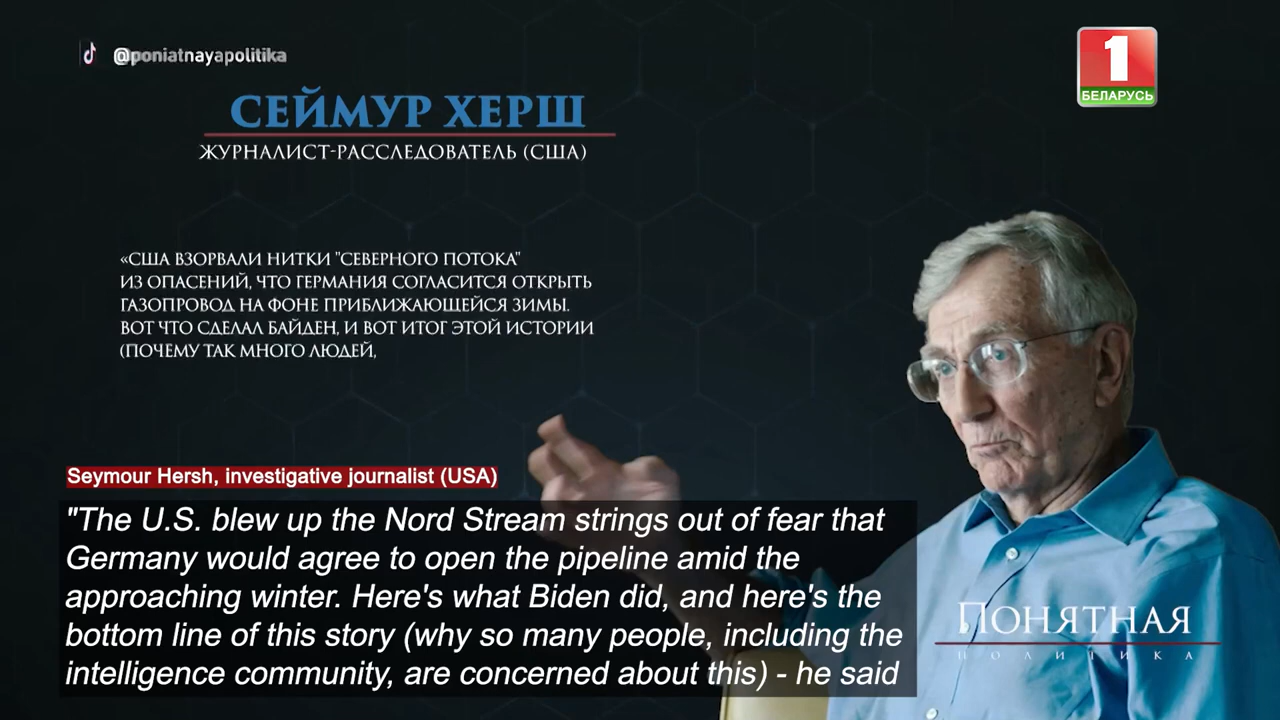 @poniatnayapolitika
1
БЕЛАРУСЬ
СЕЙМУР ХЕРШ
ЖУРНАЛИСТ-РАССЛЕДОВАТЕЛЬ (США)
«США ВЗОРВАЛИ НИТКИ "СЕВЕРНОГО ПОТОКА"
ИЗ ОПАСЕНИЙ, ЧТО ГЕРМАНИЯ СОГЛАСИТСЯ ОТКРЫТЬ
ГАЗОПРОВОД НА ФОНЕ ПРИБЛИЖАЮЩЕЙСЯ ЗИМЫ.
ВОТ ЧТО СДЕЛАЛ БАЙДЕН, И ВОТ ИТОГ ЭТОЙ ИСТОРИИ
(ПОЧЕМУ ТАК МНОГО ЛЮДЕЙ,
Seymour Hersh, investigative journalist (USA)
"The U.S. blew up the Nord Stream strings out of fear that
Germany would agree to open the pipeline amid the
approaching winter. Here's what Biden did, and here's the
bottom line of this story (why so many people, including the
intelligence community, are concerned about this) - he said
ПОНЯТНАЯ
ПОЛИТИКА